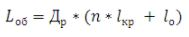 Lоб = Др * (n * lкр + lо)